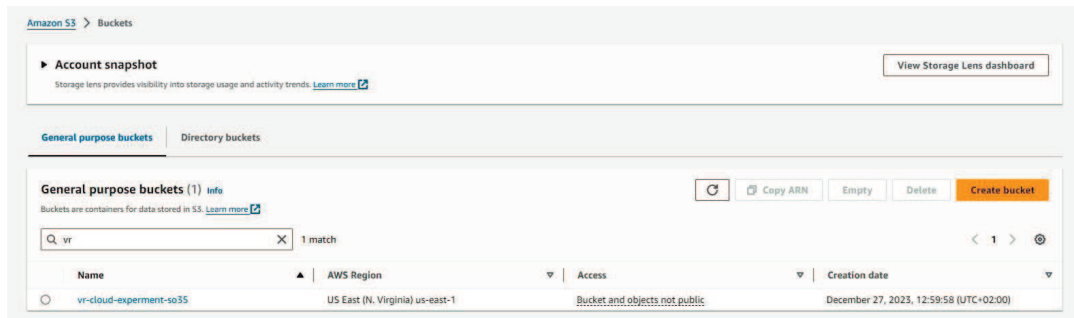 Amazon S3 > Buckets
Account snapshot
View Storage Lens dashboard
Storage lens provides visibility into storage usage and activity trends. Learn more
General purpose buckets Directory buckets
General purpose buckets (1) Info
Copy ARN Empty Delete Create bucket
Buckets are containers for data stored in S3. Learn more
vr 1 match < 1 >
Name AWS Region Access Creation date
vr-cloud-experment-so35 US East (N. Virginia) us-east-1 Bucket and objects not public December 27, 2023, 12:59:58 (UTC+02:00)